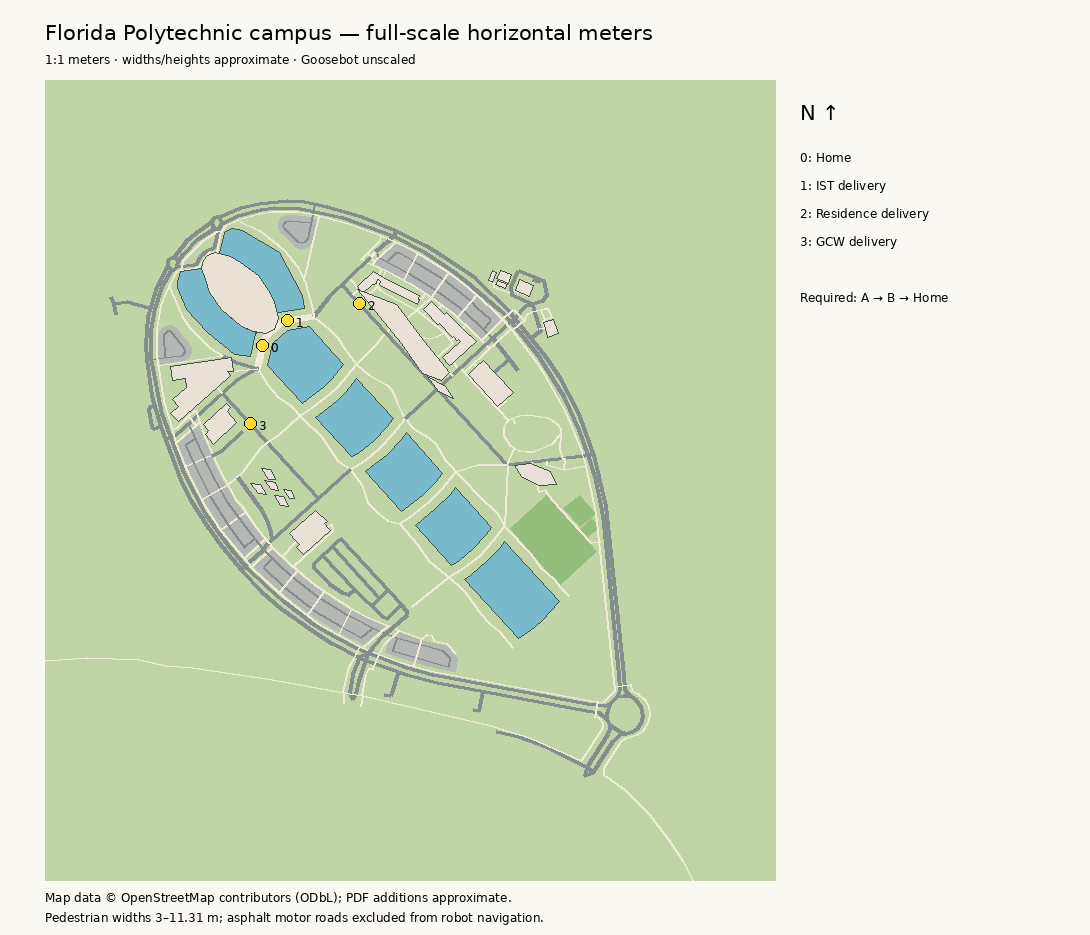 Florida Polytechnic campus — full-scale horizontal meters
1:1 meters · widths/heights approximate · Goosebot unscaled
N ↑
0: Home
1: IST delivery
2: Residence delivery
3: GCW delivery
Required: A → B → Home
2
1
0
3
Map data © OpenStreetMap contributors (ODbL); PDF additions approximate.
Pedestrian widths 3–11.31 m; asphalt motor roads excluded from robot navigation.